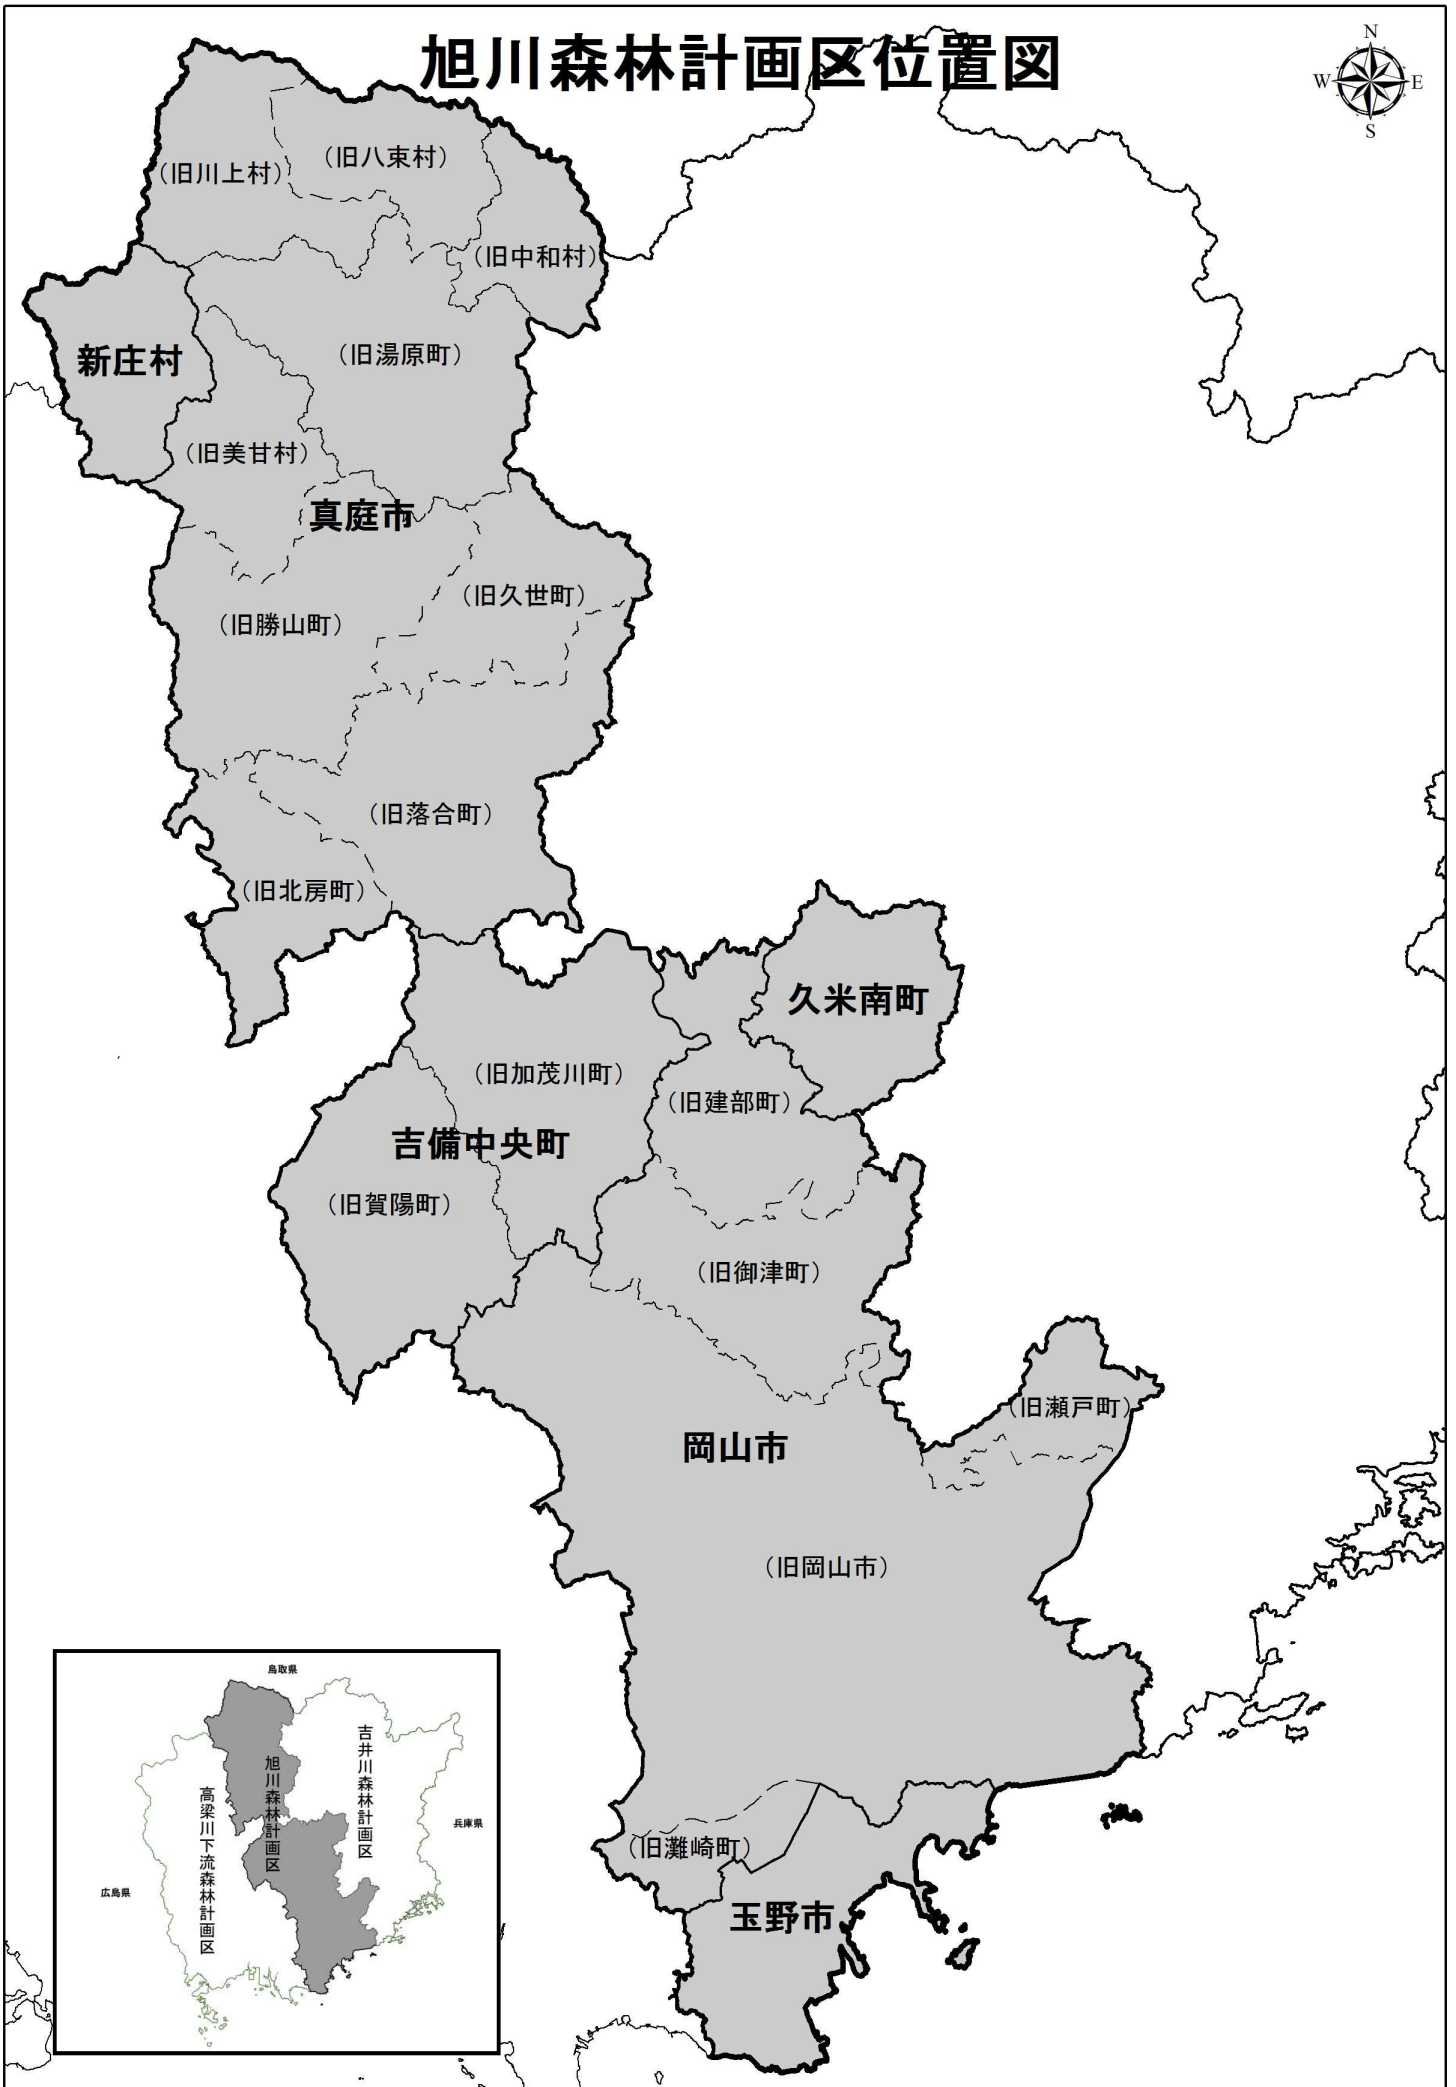 旭川森林計画区位置図
N
W
E
S
(旧八束村)
(旧川上村)
(旧中和村)
新庄村
(旧湯原町)
(旧美甘村)
真庭市
(旧久世町)
(旧勝山町)
(旧落合町)
(旧北房町)
久米南町
(旧加茂川町)
(旧建部町)
吉備中央町
(旧賀陽町)
(旧御津町)
(旧瀬戸町)
岡山市
(旧岡山市)
(旧灘崎町)
玉野市
鳥取県
吉井川森林計画区
旭川森林計画区
高梁川下流森林計画区
兵庫県
広島県